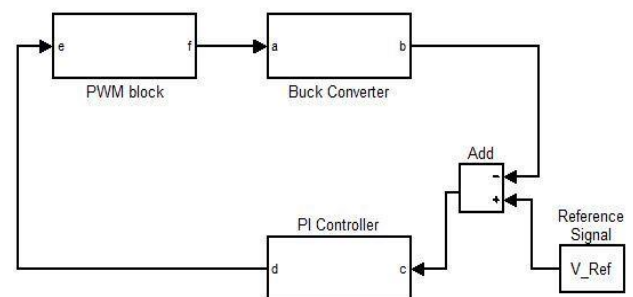 e f
PWM block
a b
Buck Converter
Add
-
+
Reference
Signal
V_Ref
PI Controller
d c